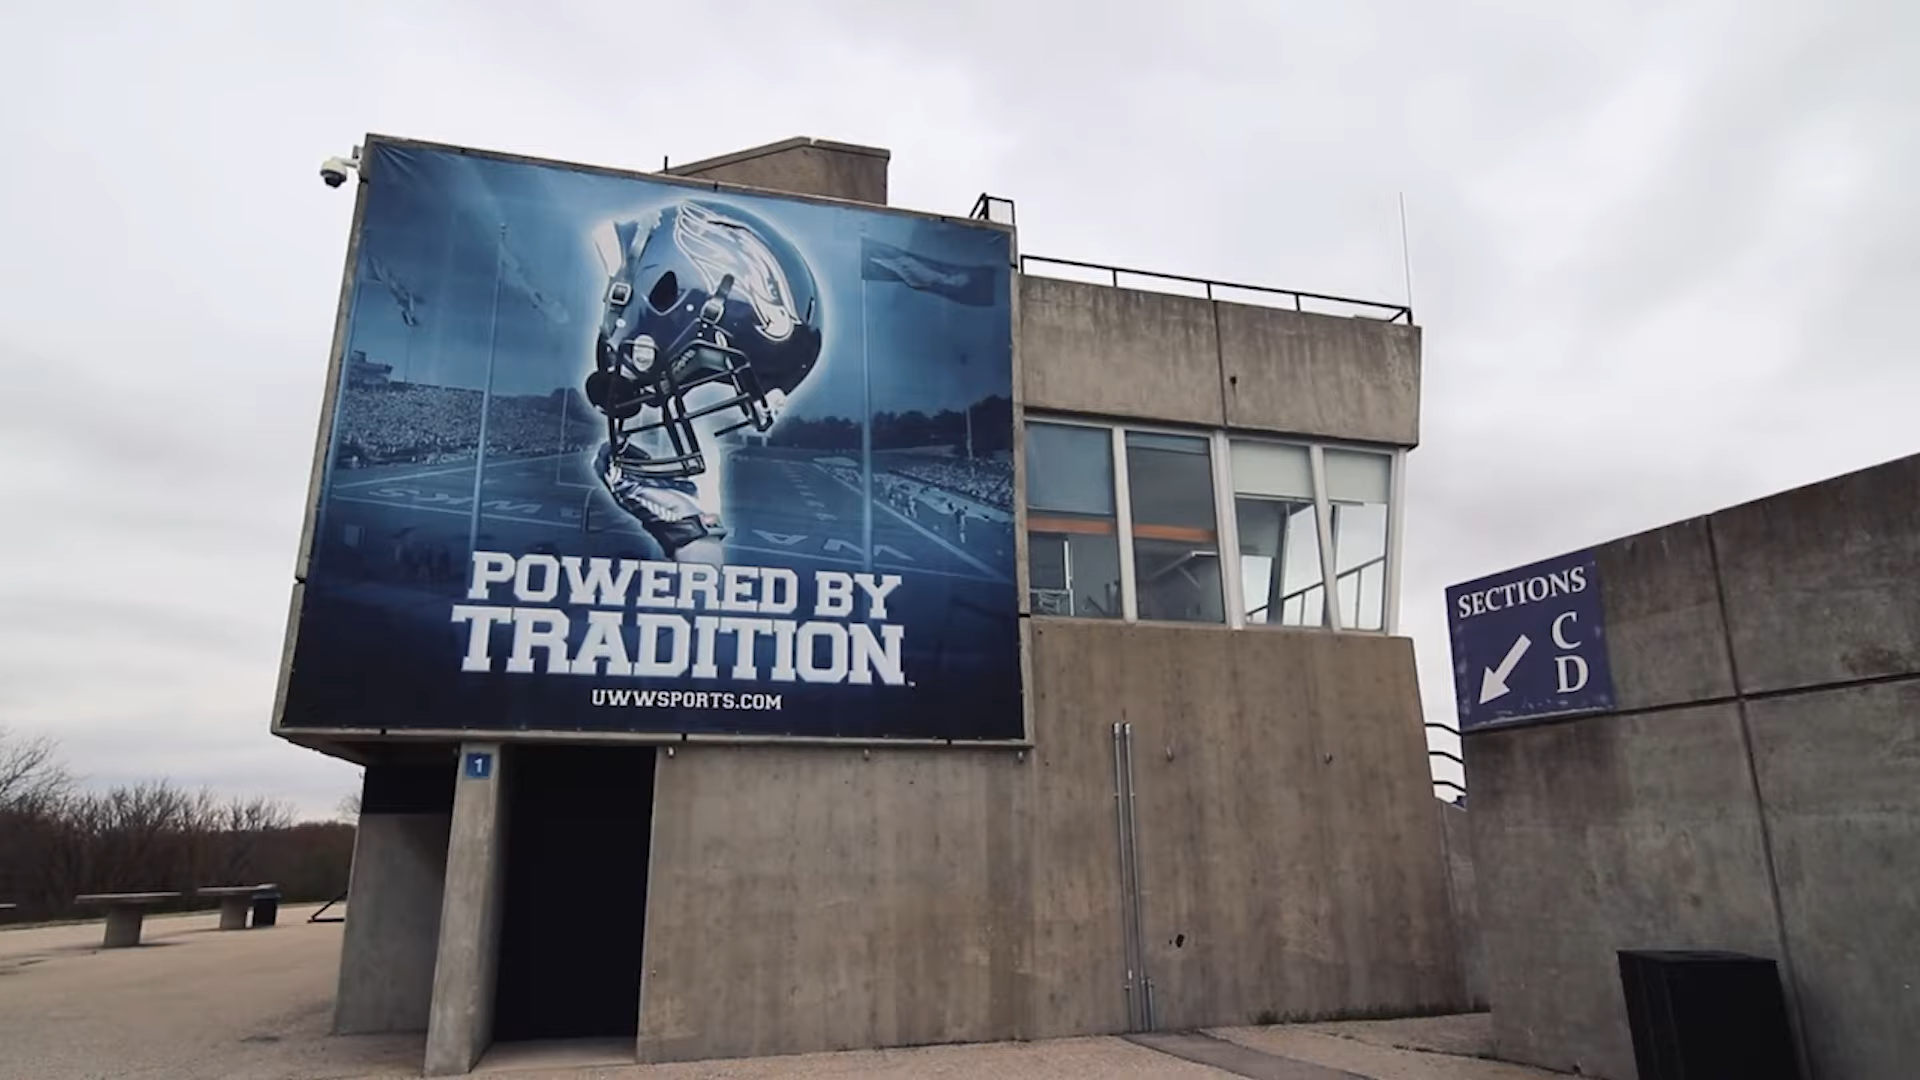 POWERED BY
TRADITION
UWWSPORTS.COM
1
SECTIONS
C
D